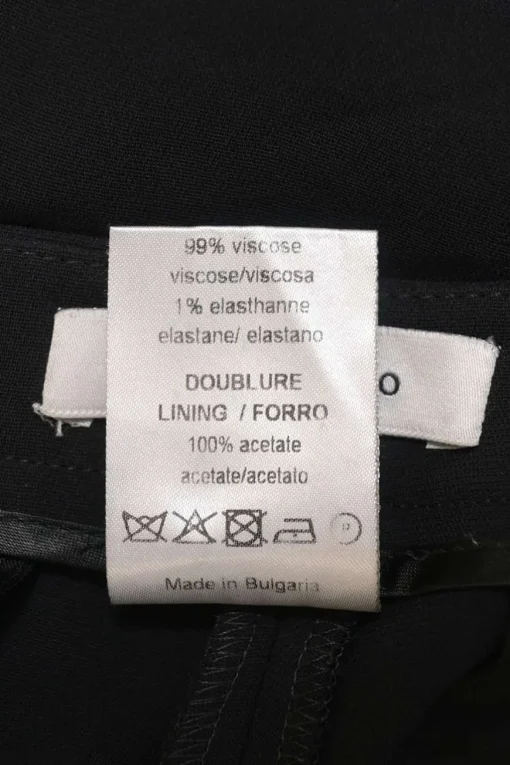 99% viscose
viscose/viscosa
1% elasthanne
elastane/ elastano
DOUBLURE
LINING / FORRO
100% acetate
acetate/acetato
Made in Bulgaria
O